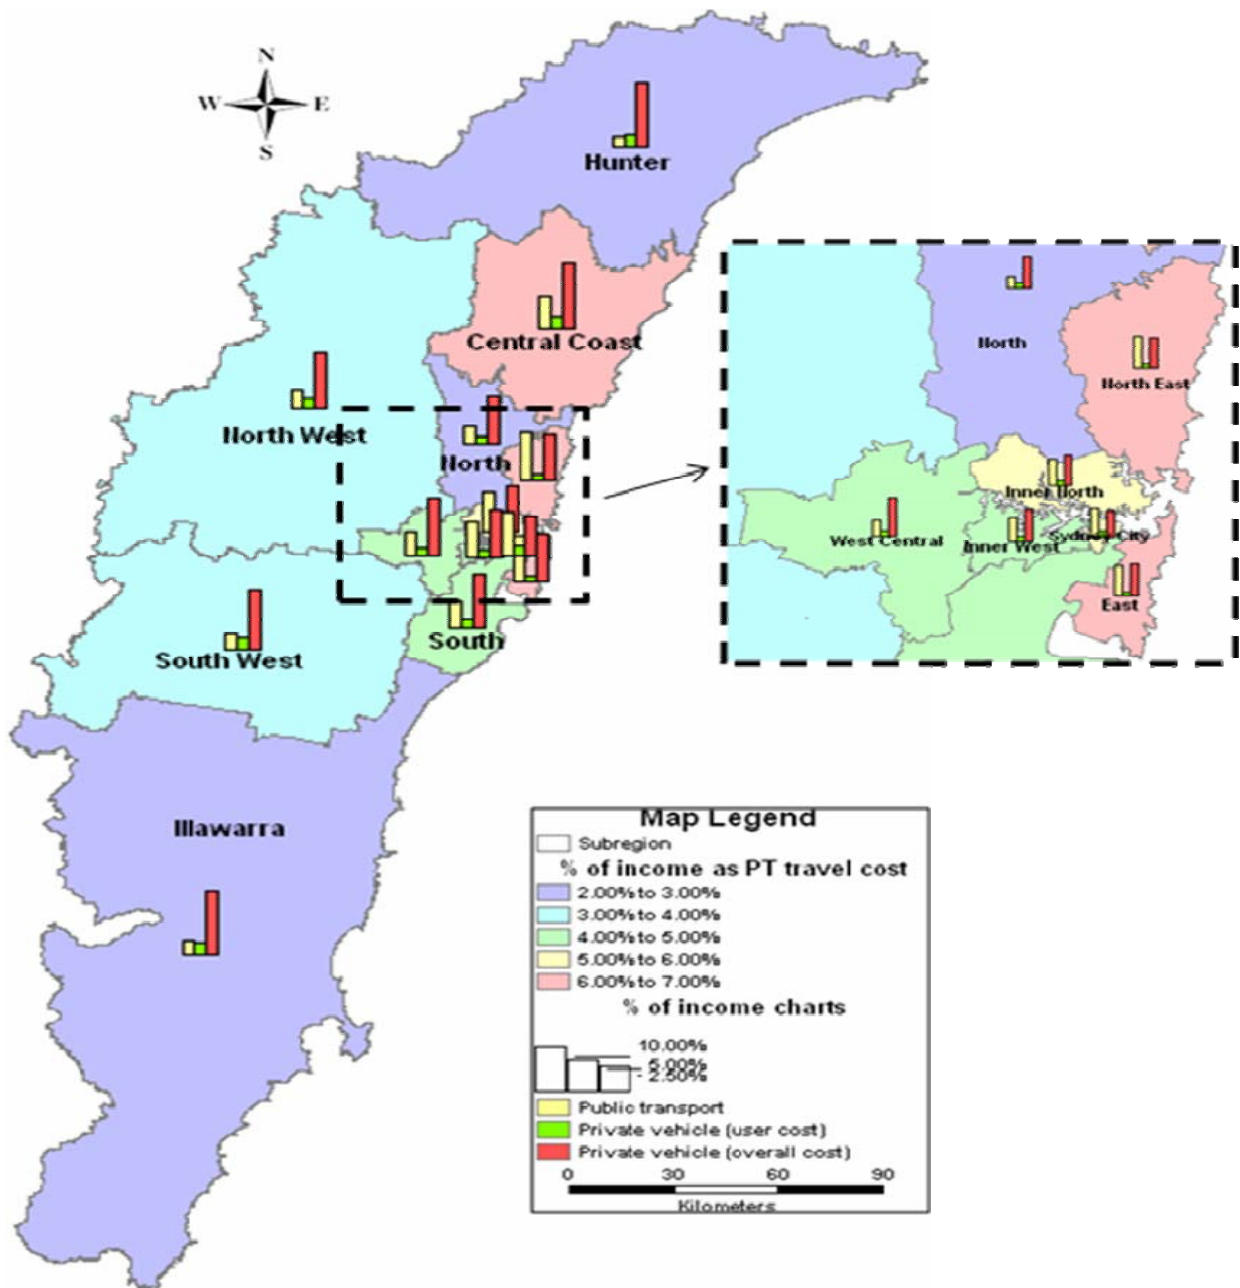 N
W E
S
Hunter
Central Coast
North West
North
South West
South
Illawarra
North
North East
Inner North
West Central
Inner West
Sydney City
East
Map Legend
Subregion
% of income as PT travel cost
2.00% to 3.00%
3.00% to 4.00%
4.00% to 5.00%
5.00% to 6.00%
6.00% to 7.00%
% of income charts
10.00%
5.00%
2.50%
Public transport
Private vehicle (user cost)
Private vehicle (overall cost)
0 30 60 90
Kilometers